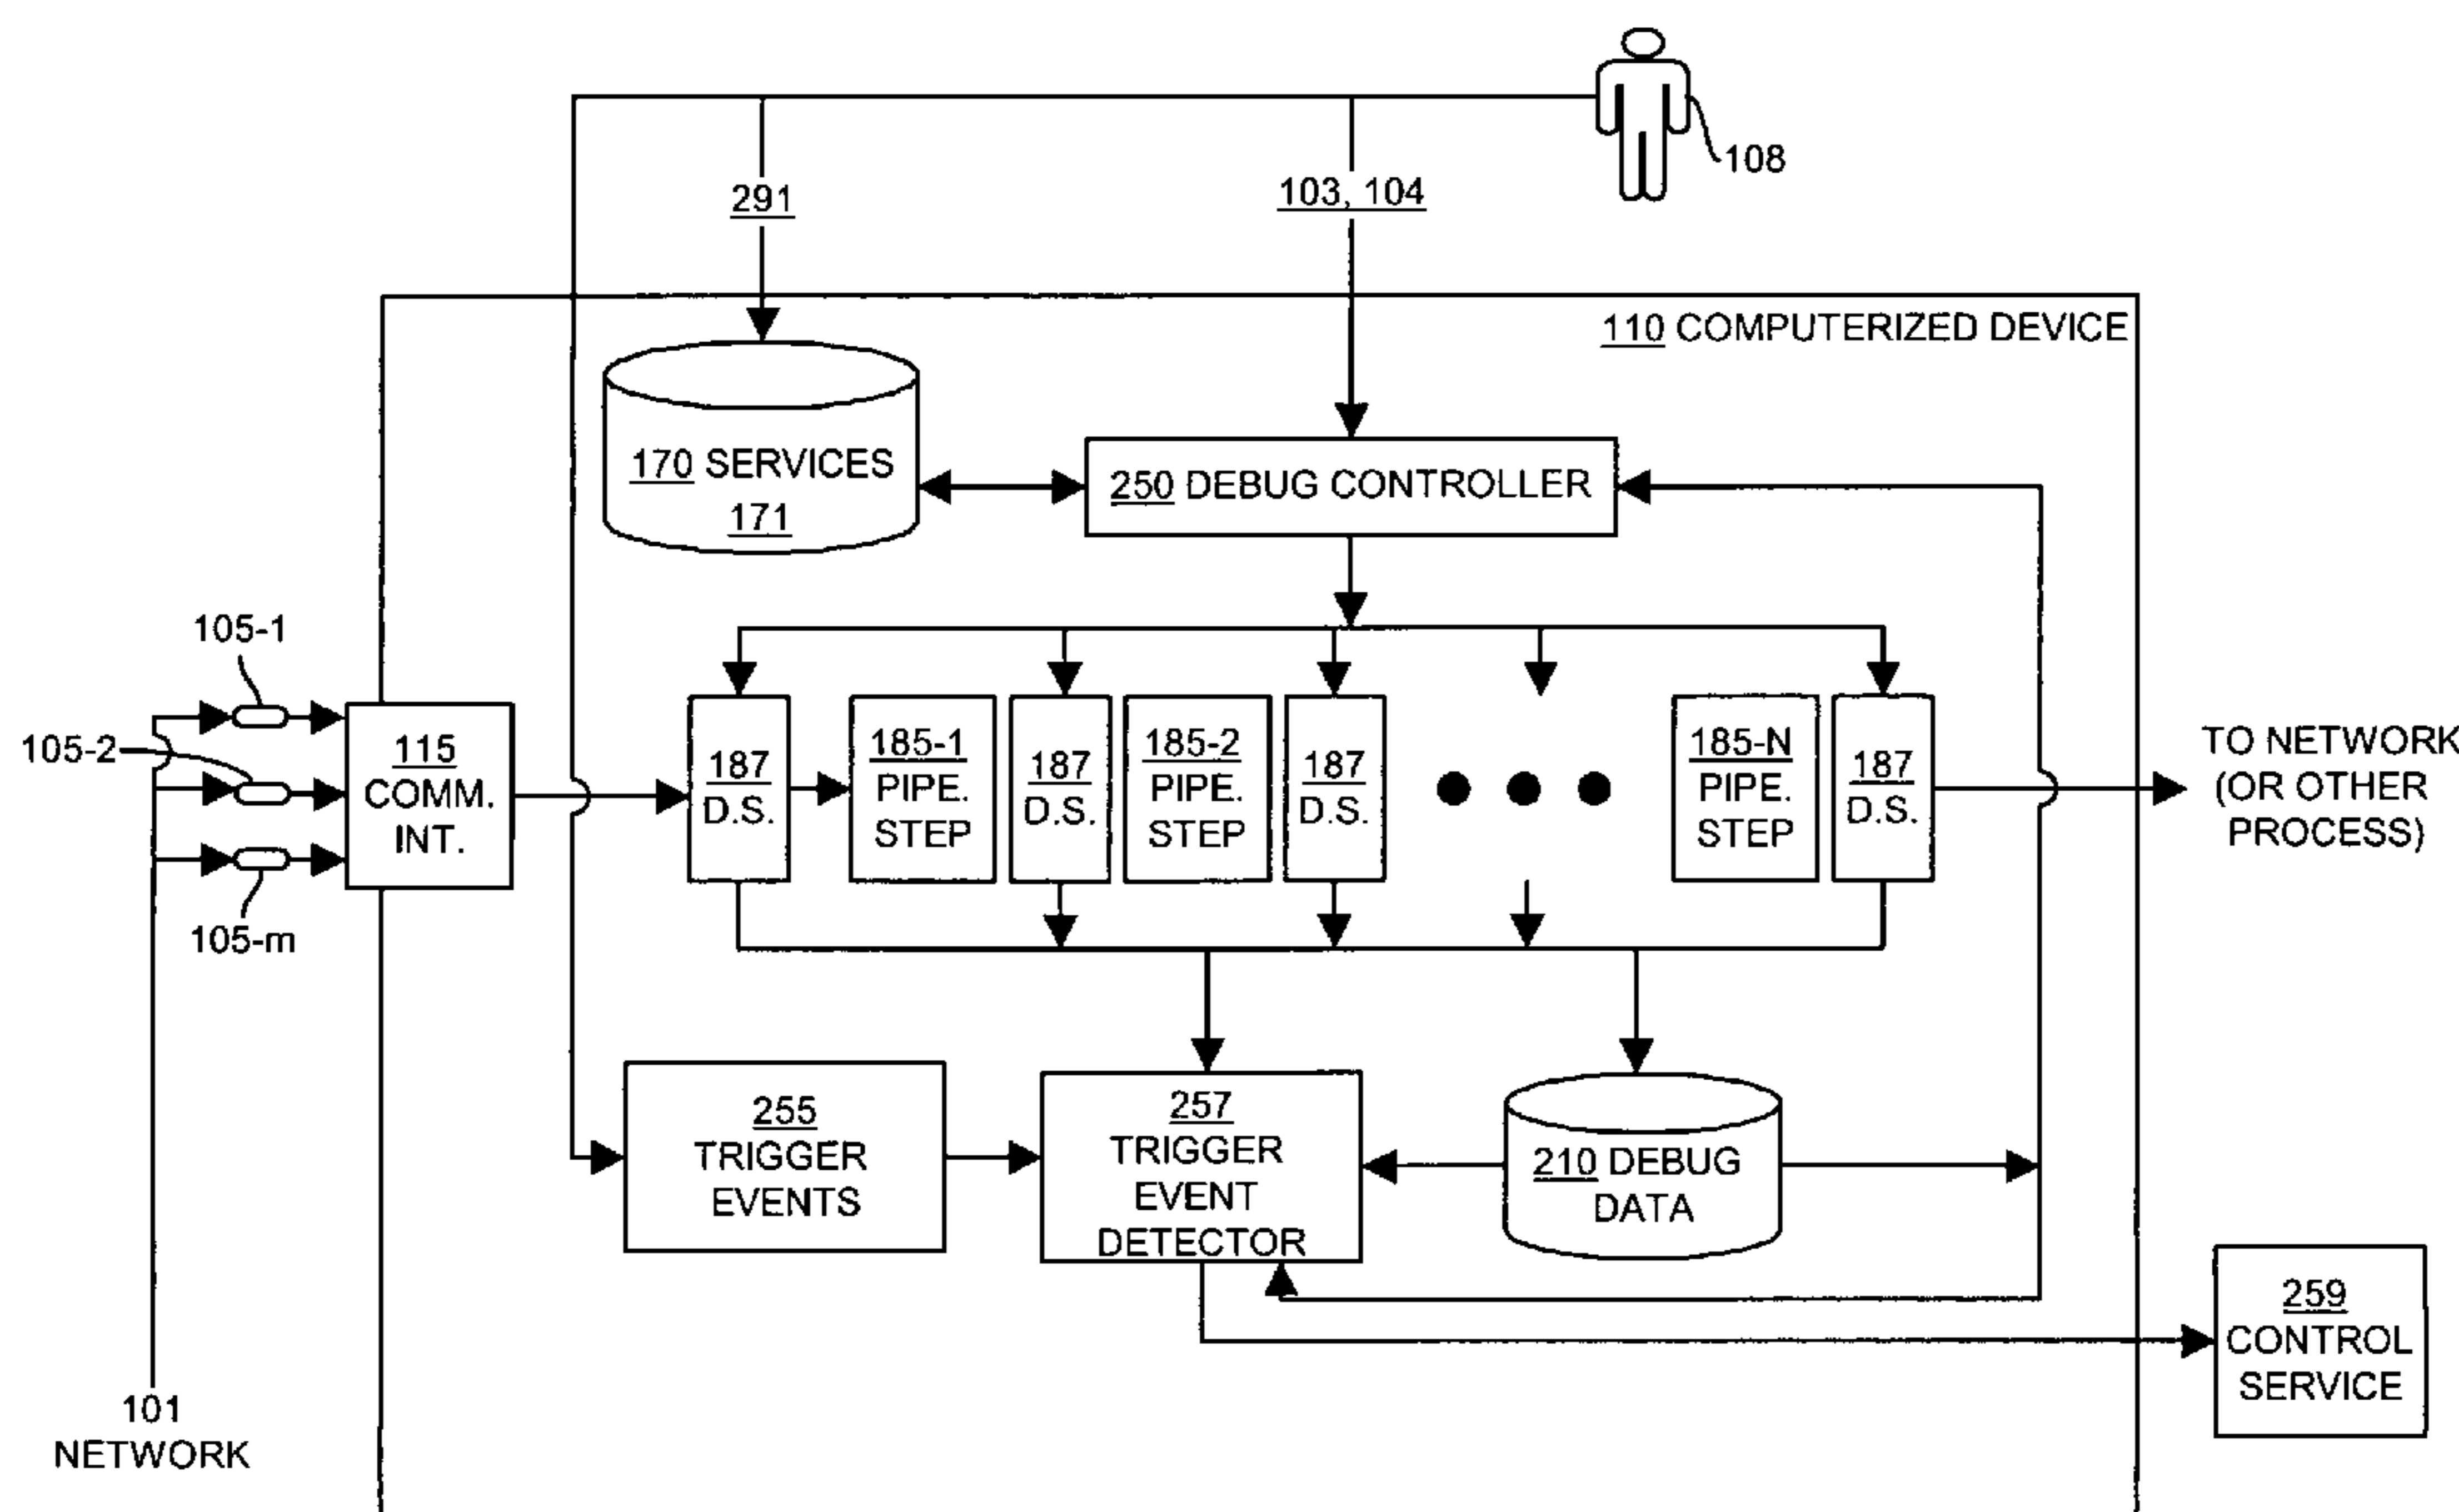 108
291
103, 104
110 COMPUTERIZED DEVICE
170 SERVICES
171
250 DEBUG CONTROLLER
105-1
105-2
105-m
115
COMM.
INT.
187
D.S.
185-1
PIPE.
STEP
187
D.S.
185-2
PIPE.
STEP
187
D.S.
185-N
PIPE.
STEP
187
D.S.
TO NETWORK
(OR OTHER
PROCESS)
255
TRIGGER
EVENTS
257
TRIGGER
EVENT
DETECTOR
210 DEBUG
DATA
259
CONTROL
SERVICE
101
NETWORK